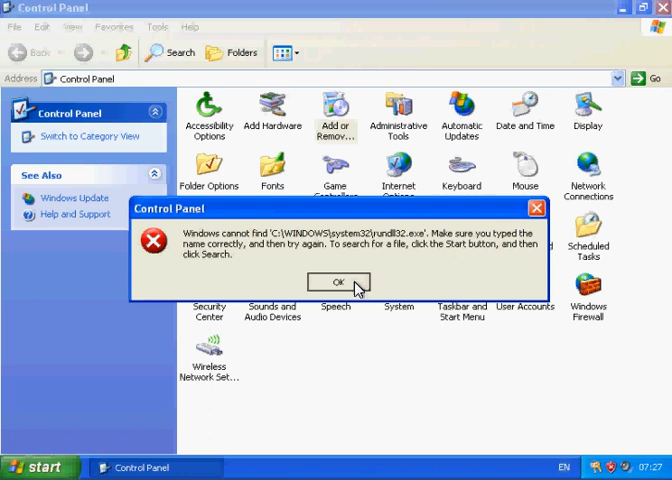 Control Panel
File Edit View Favorites Tools Help
Back Search Folders
Address Control Panel Go
Control Panel
Switch to Category View
See Also
Windows Update
Help and Support
Accessibility Options
Add Hardware
Add or Remov...
Administrative Tools
Automatic Updates
Date and Time
Display
Folder Options
Fonts
Game Controllers
Internet Options
Keyboard
Mouse
Network Connections
Control Panel
Windows cannot find 'C:\WINDOWS\system32\rundll32.exe'. Make sure you typed the
name correctly, and then try again. To search for a file, click the Start button, and then
click Search.
OK
Scheduled Tasks
Security Center
Sounds and Audio Devices
Speech
System
Taskbar and Start Menu
User Accounts
Windows Firewall
Wireless Network Set...
start Control Panel EN 07:27